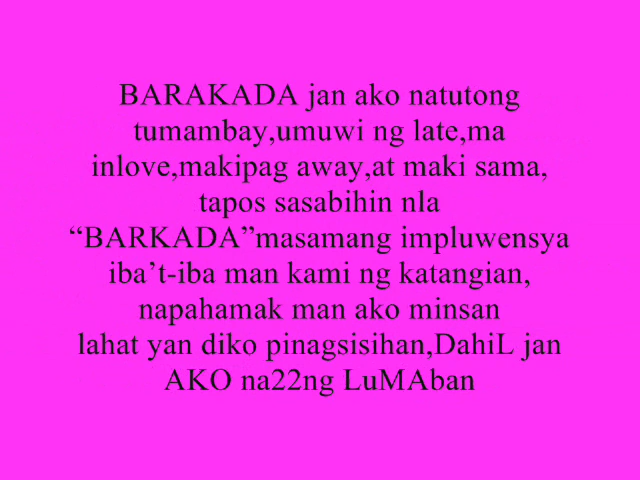 BARAKADA jan ako natutong
tumambay,umuwi ng late,ma
inlove,makipag away,at maki sama,
tapos sasabihin nla
“BARKADA”masamang impluwensya
iba’t-iba man kami ng katangian,
napahamak man ako minsan
lahat yan diko pinagsisihan,DahiL jan
AKO na22ng LuMAban